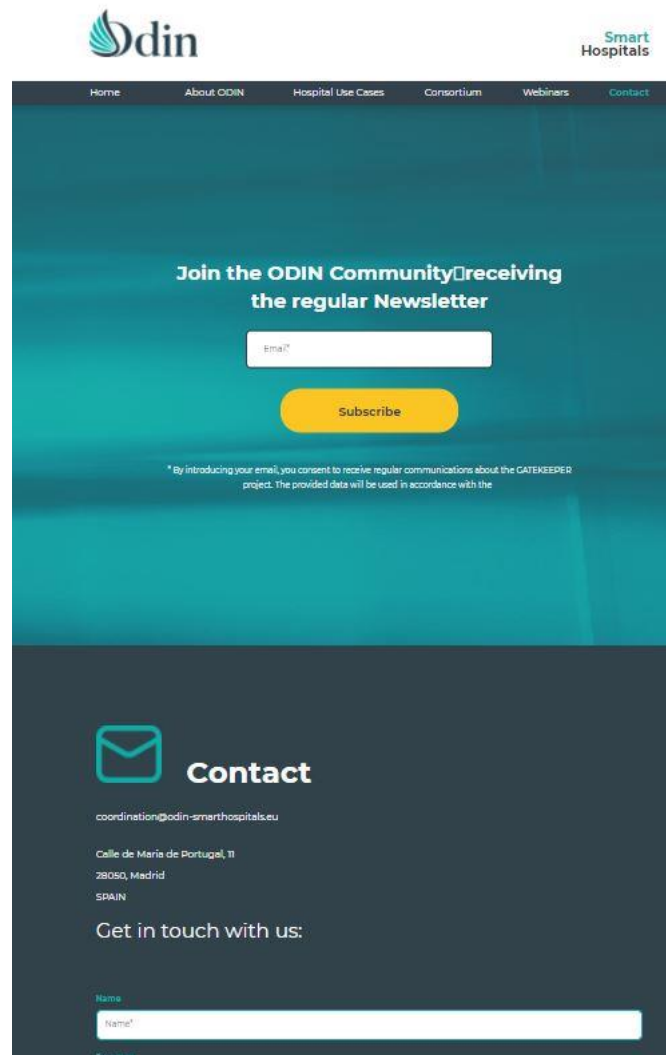 Odin
Smart
Hospitals
Home About ODIN Hospital Use Cases Consortium Webinars Contact
Join the ODIN Community▯receiving
the regular Newsletter
Email*
Subscribe
* By introducing your email, you consent to receive regular communications about the GATEKEEPER
project. The provided data will be used in accordance with the
Contact
coordination@odin-smarthospitals.eu
Calle de María de Portugal, 11
28050, Madrid
SPAIN
Get in touch with us:
Name
Name*